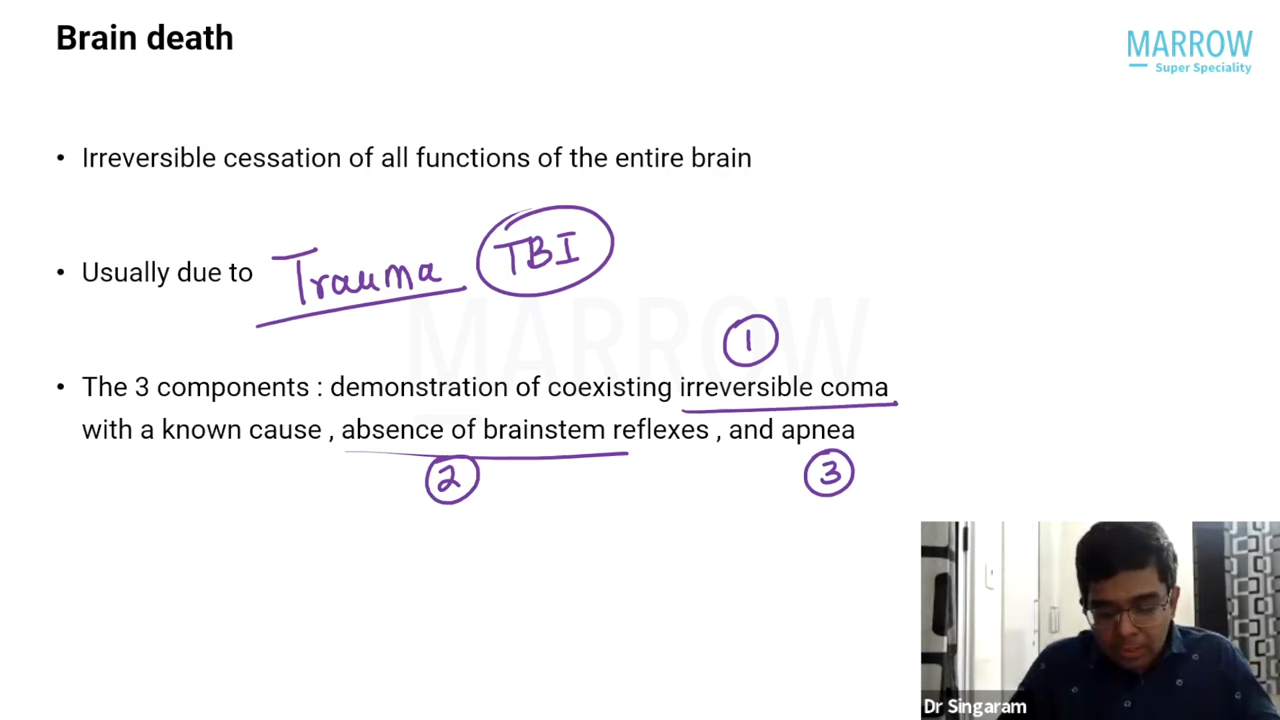 Brain death
MARROW
Super Speciality
• Irreversible cessation of all functions of the entire brain
• Usually due to Trauma TBI
MARROW
1
• The 3 components : demonstration of coexisting irreversible coma
with a known cause , absence of brainstem reflexes , and apnea
2 3
Dr Singaram